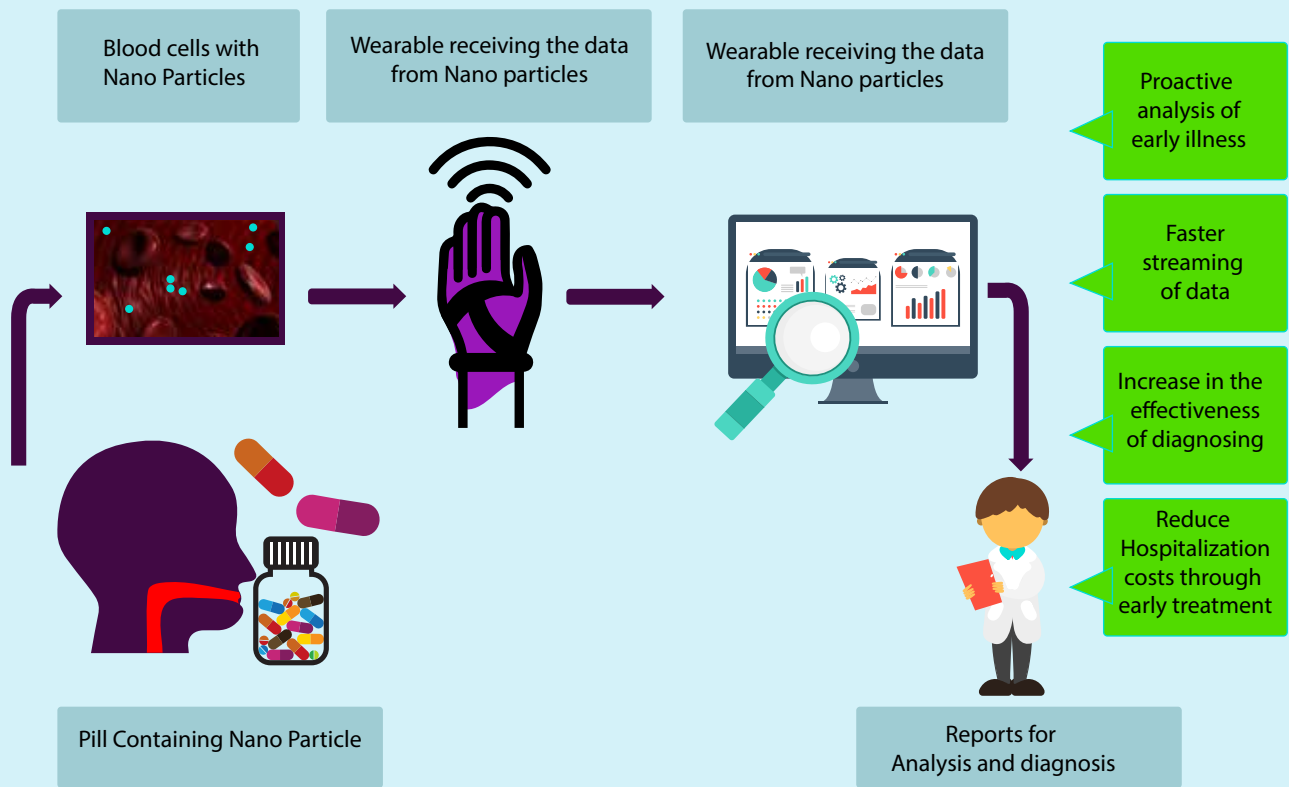 Blood cells with
Nano Particles
Wearable receiving the data
from Nano particles
Wearable receiving the data
from Nano particles
Proactive
analysis of
early illness
Faster
streaming
of data
Increase in the
effectiveness
of diagnosing
Reduce
Hospitalization
costs through
early treatment
Pill Containing Nano Particle
Reports for
Analysis and diagnosis